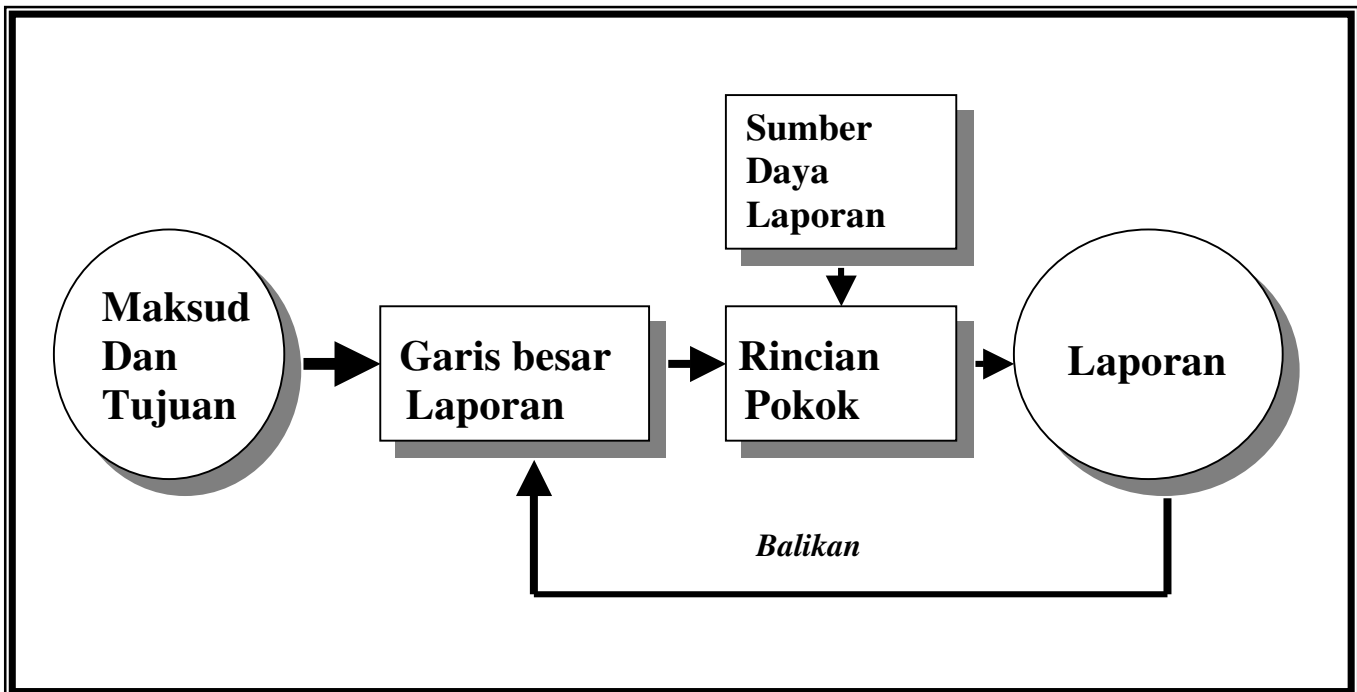 Sumber
Daya
Laporan
Maksud
Dan
Tujuan
Garis besar
Laporan
Rincian
Pokok
Laporan
Balikan